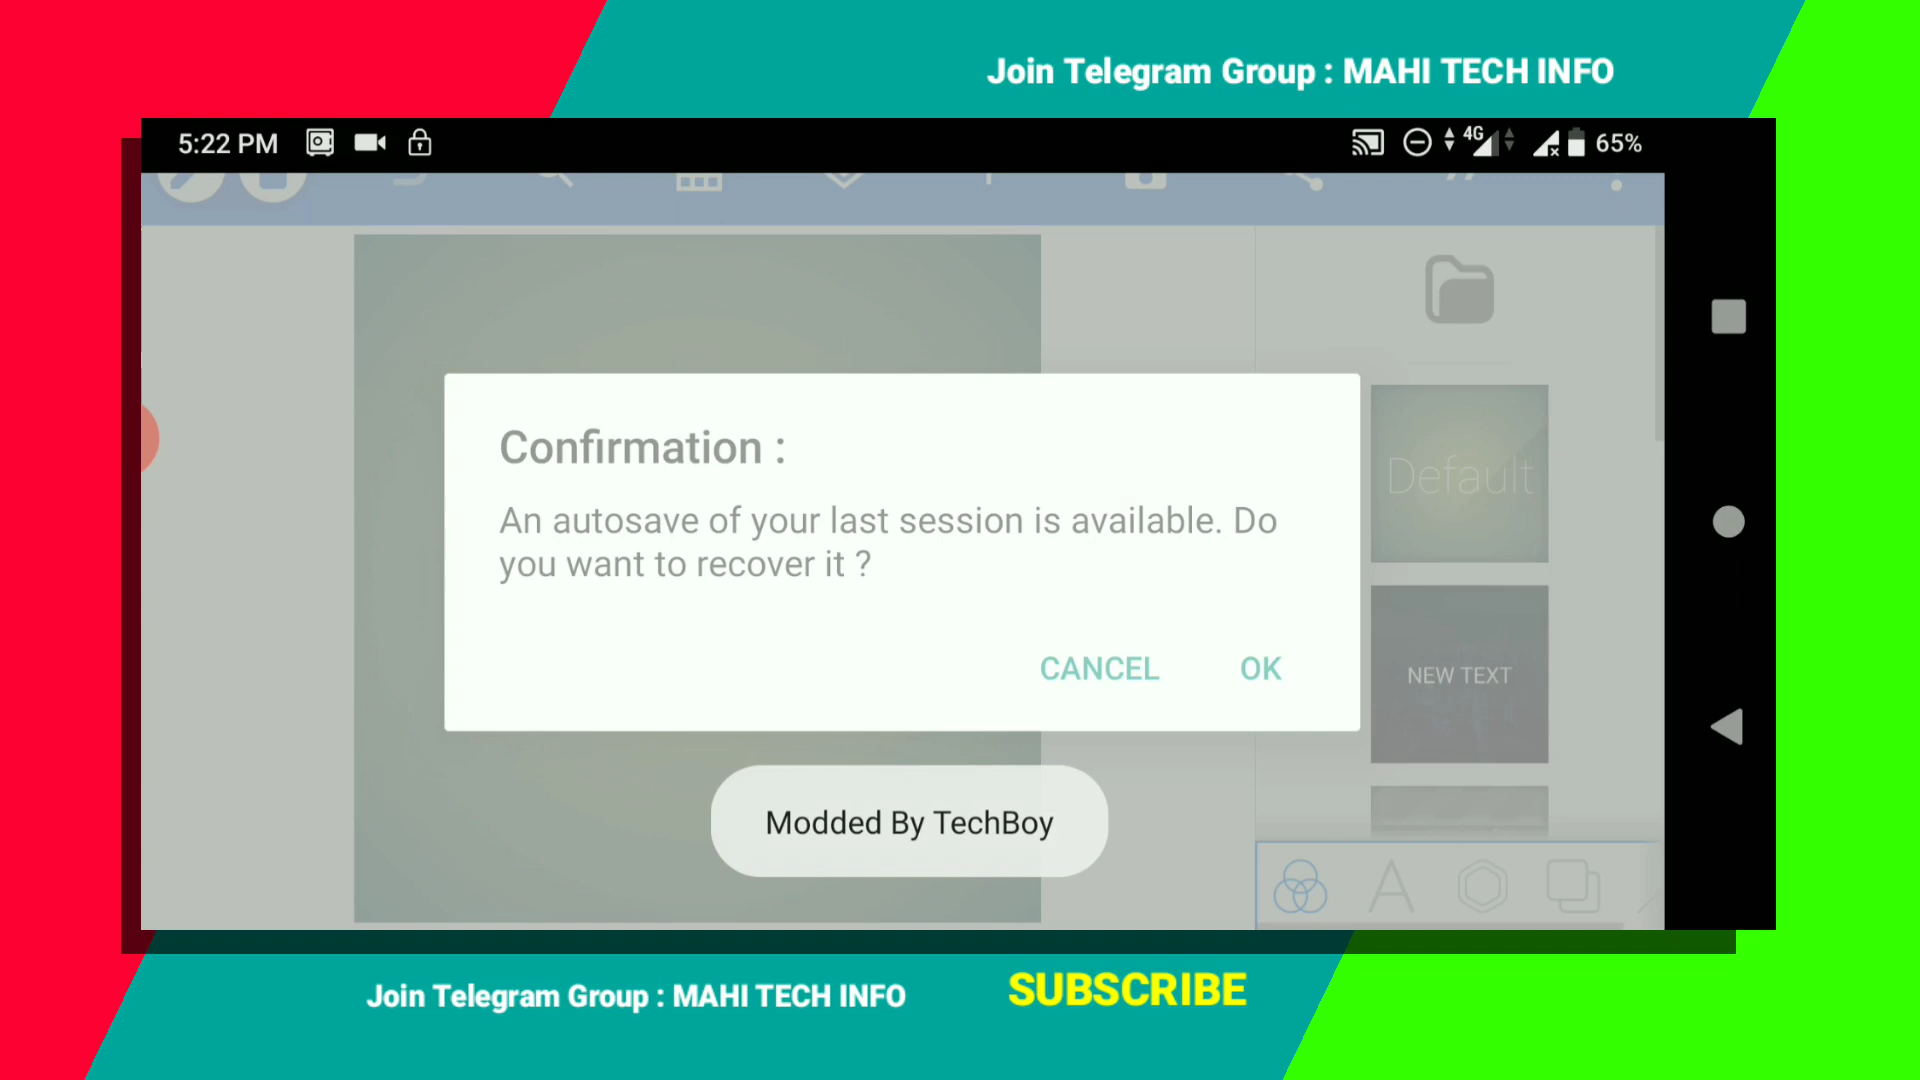 Join Telegram Group : MAHI TECH INFO
5:22 PM
4G
65%
Confirmation :
An autosave of your last session is available. Do
you want to recover it ?
CANCEL
OK
Default
NEW TEXT
Modded By TechBoy
A
Join Telegram Group : MAHI TECH INFO
SUBSCRIBE